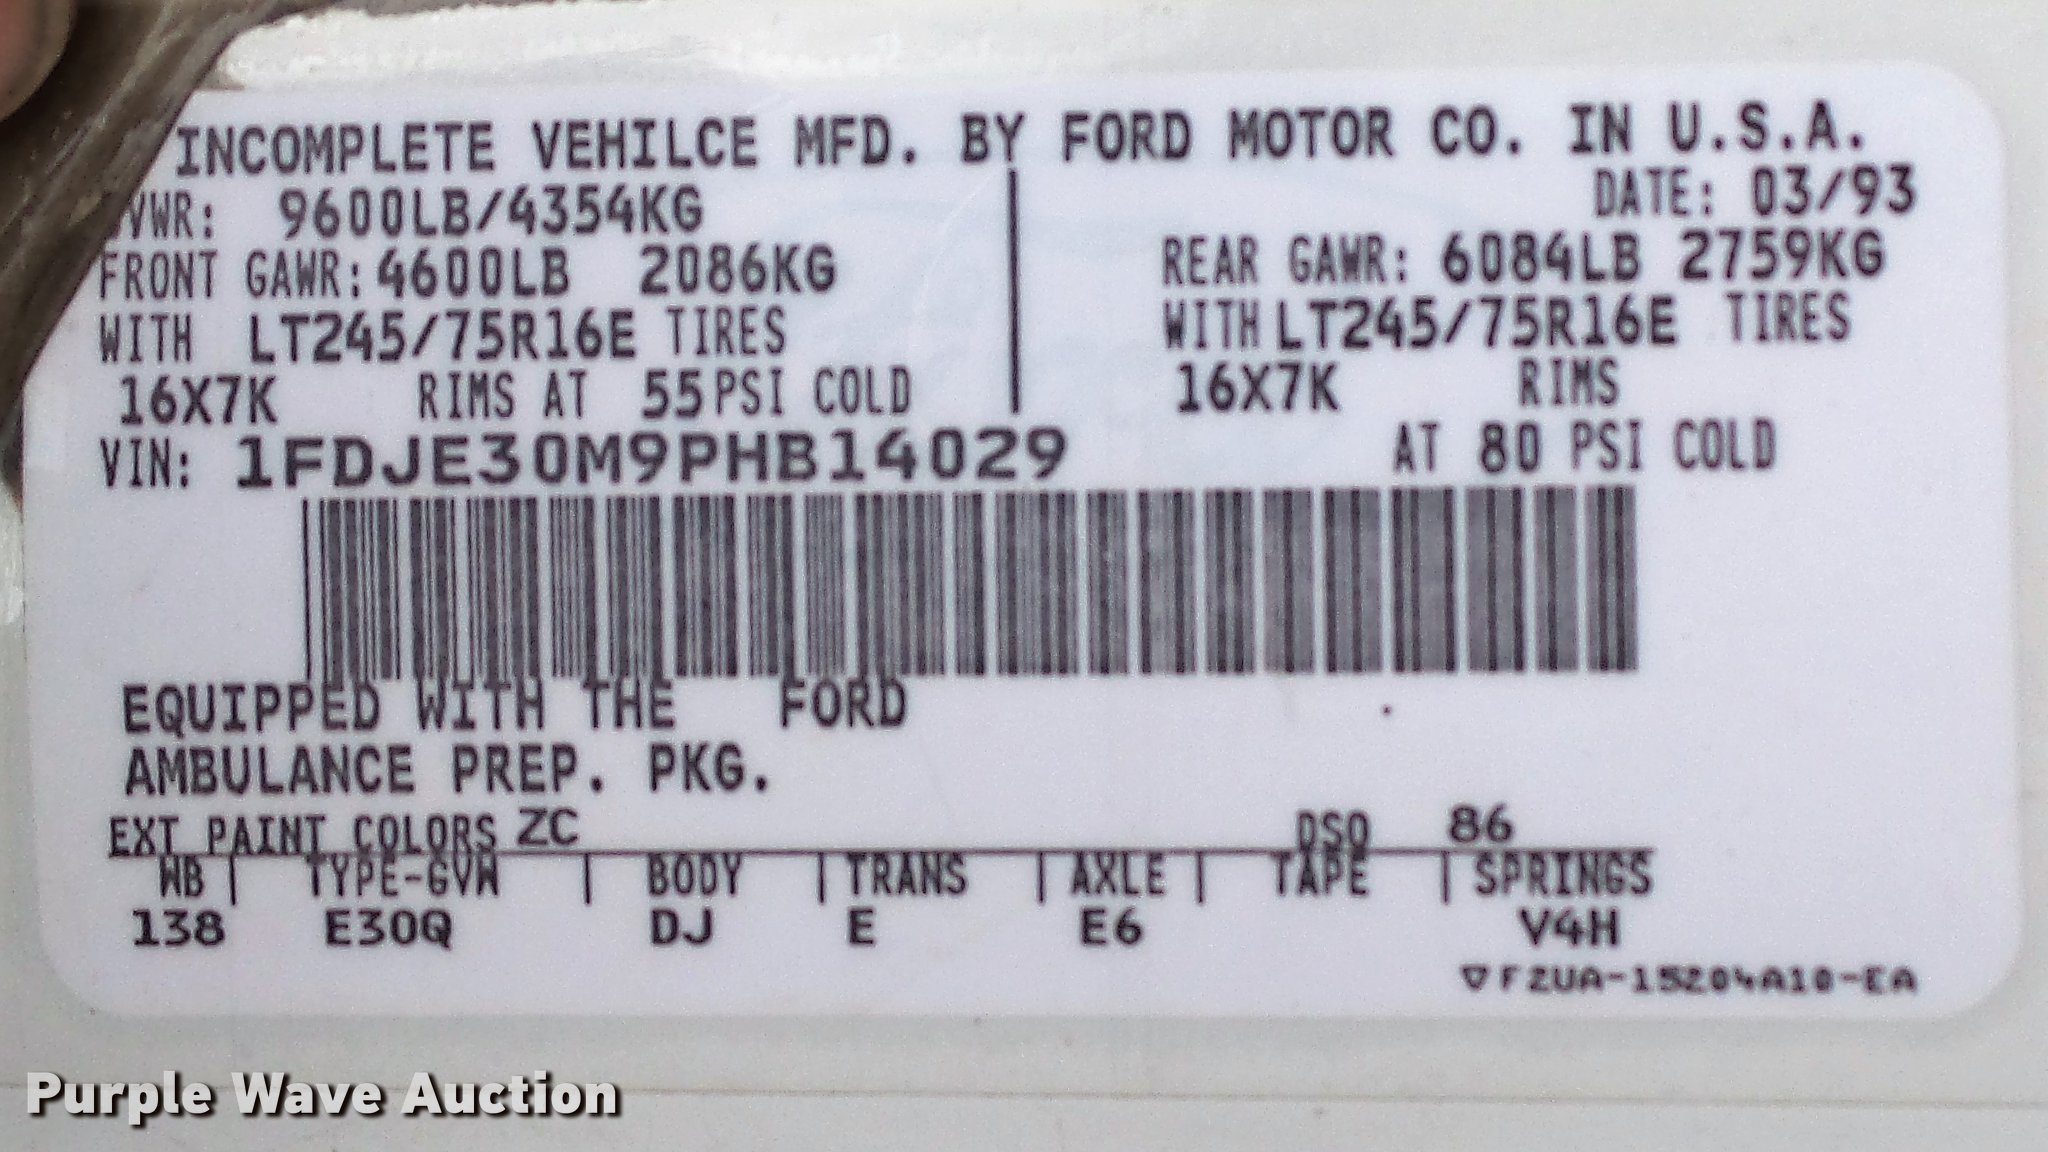 INCOMPLETE VEHILCE MFD. BY FORD MOTOR CO. IN U.S.A.
VWR: 9600LB/4354KG
DATE: 03/93
FRONT GAWR: 4600LB 2086KG
REAR GAWR: 6084LB 2759KG
WITH LT245/75R16E TIRES
WITH LT245/75R16E TIRES
16X7K RIMS AT 55 PSI COLD
16X7K RIMS
AT 80 PSI COLD
VIN: 1FDJE30M9PHB14029
EQUIPPED WITH THE FORD
AMBULANCE PREP. PKG.
EXT PAINT COLORS ZC DSO 86
WB | TYPE-GVW | BODY | TRANS | AXLE | TAPE | SPRINGS
138 E30Q DJ E E6 V4H
▽F2UA-15204A10-EA
Purple Wave Auction